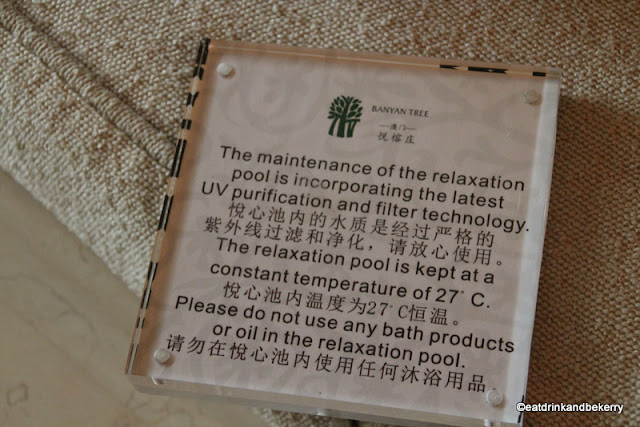 BANYAN TREE
—澳门—
悦榕庄
The maintenance of the relaxation
pool is incorporating the latest
UV purification and filter technology.
悦心池内的水质是经过严格的
紫外线过滤和净化，请放心使用。
The relaxation pool is kept at a
constant temperature of 27° C.
悦心池内温度为27°C恒温。
Please do not use any bath products
or oil in the relaxation pool.
请勿在悦心池内使用任何沐浴用品。
©eatdrinkandbekerry